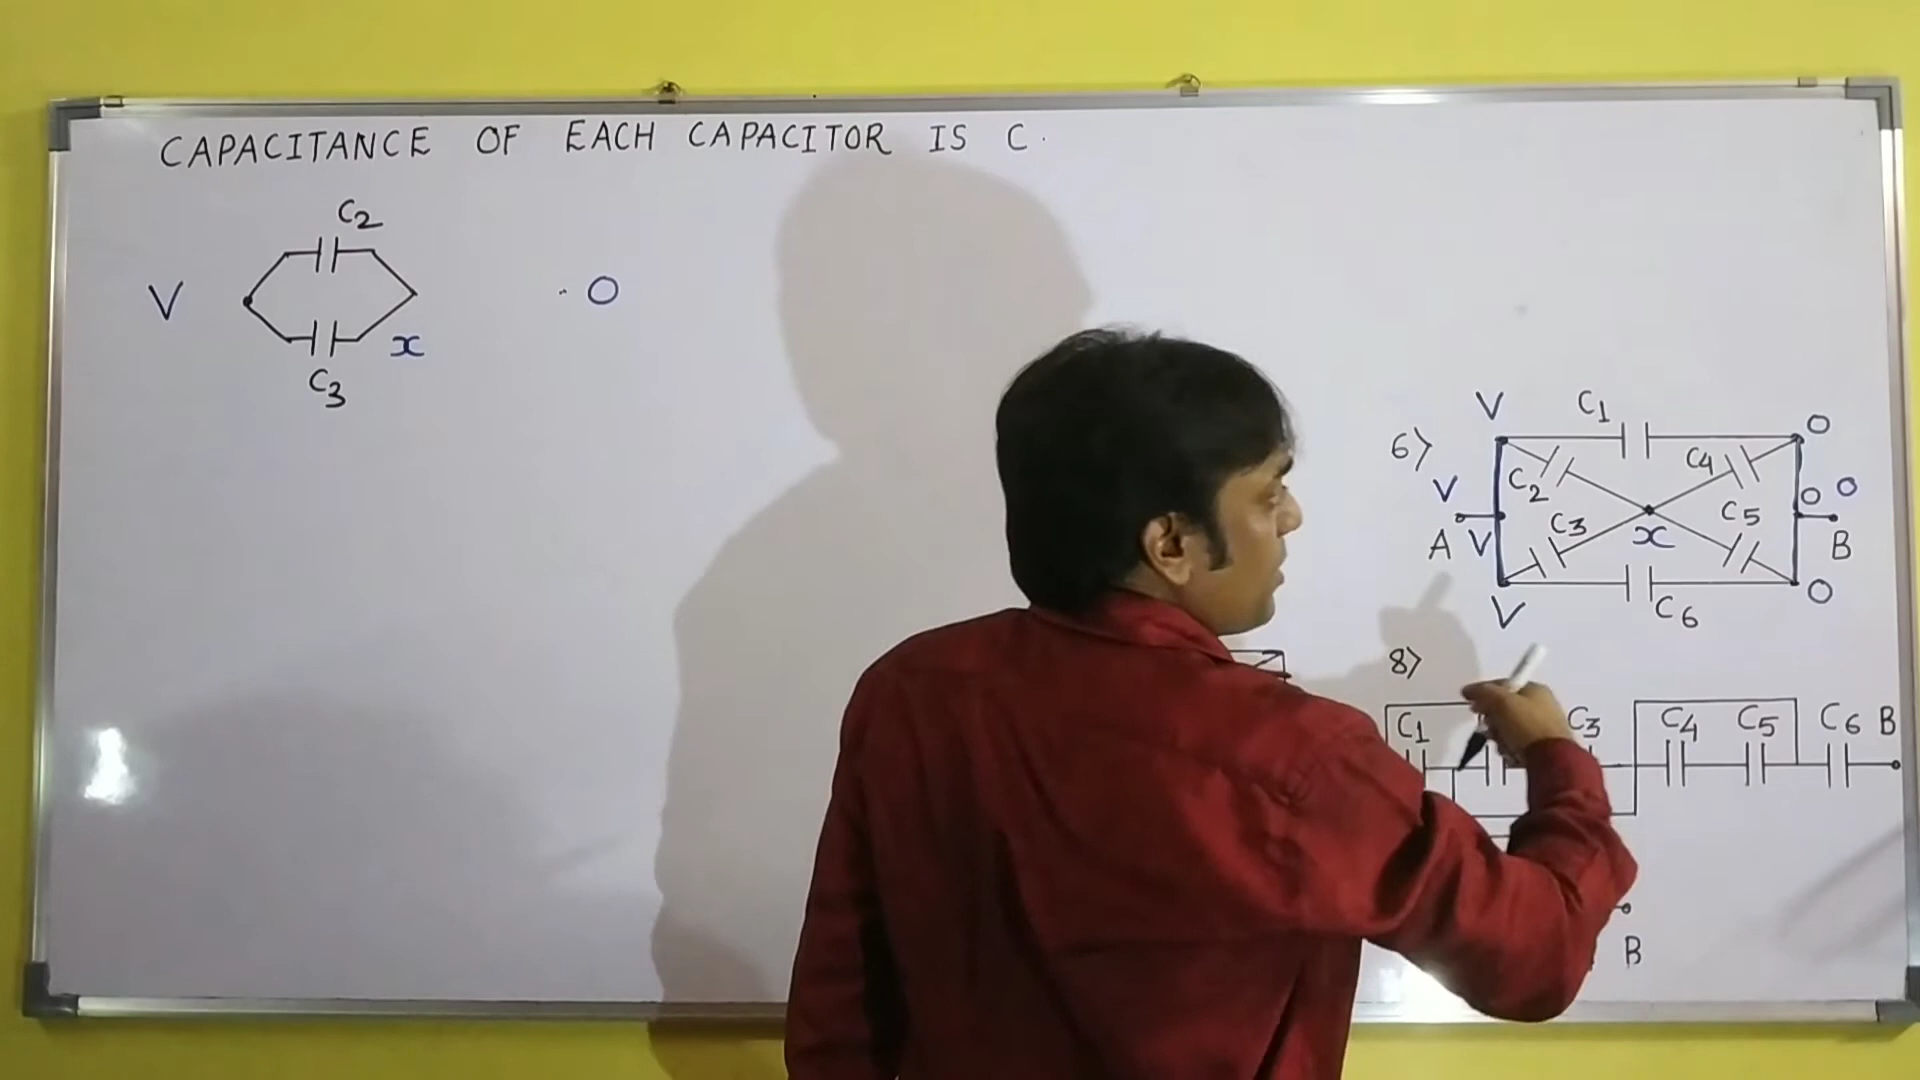 CAPACITANCE OF EACH CAPACITOR IS C.
C2
V
O
x
C3
6>
V C1 O
C2 C4
V O O
A V C3 x C5 B
V C6 O
8>
C1 C3 C4 C5 C6 B
B